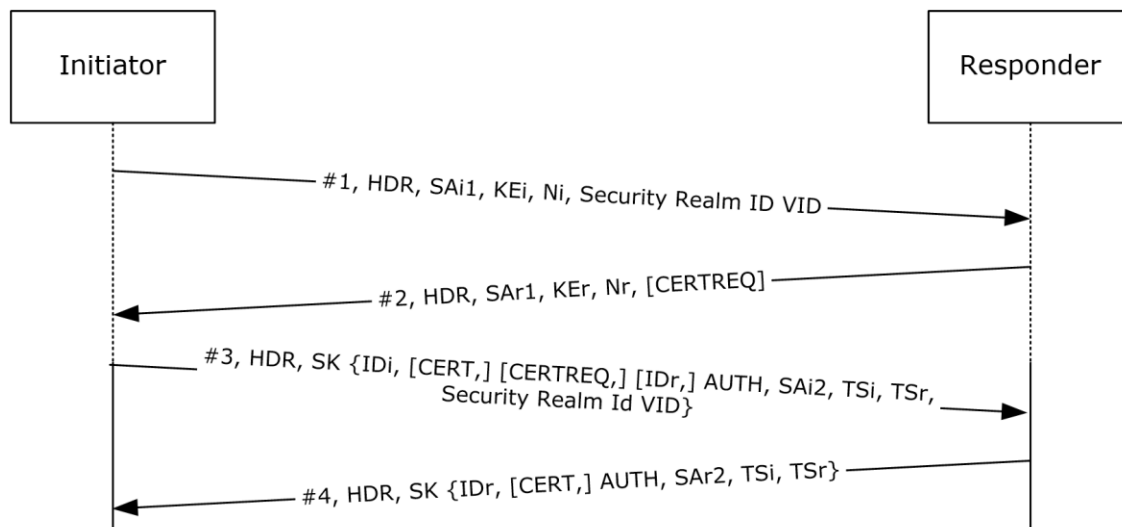 Initiator
Responder
#1, HDR, SAi1, KEi, Ni, Security Realm ID VID
#2, HDR, SAr1, KEr, Nr, [CERTREQ]
#3, HDR, SK {IDi, [CERT,] [CERTREQ,] [IDr,] AUTH, SAi2, TSi, TSr,
Security Realm Id VID}
#4, HDR, SK {IDr, [CERT,] AUTH, SAr2, TSi, TSr}